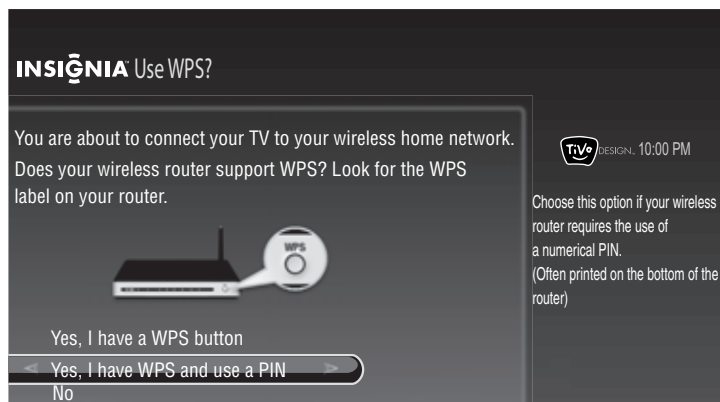 INSIGNIA™ Use WPS?
You are about to connect your TV to your wireless home network.
Does your wireless router support WPS? Look for the WPS
label on your router.
WPS
Yes, I have a WPS button
Yes, I have WPS and use a PIN
No
TiVo DESIGN™ 10:00 PM
Choose this option if your wireless
router requires the use of
a numerical PIN.
(Often printed on the bottom of the
router)